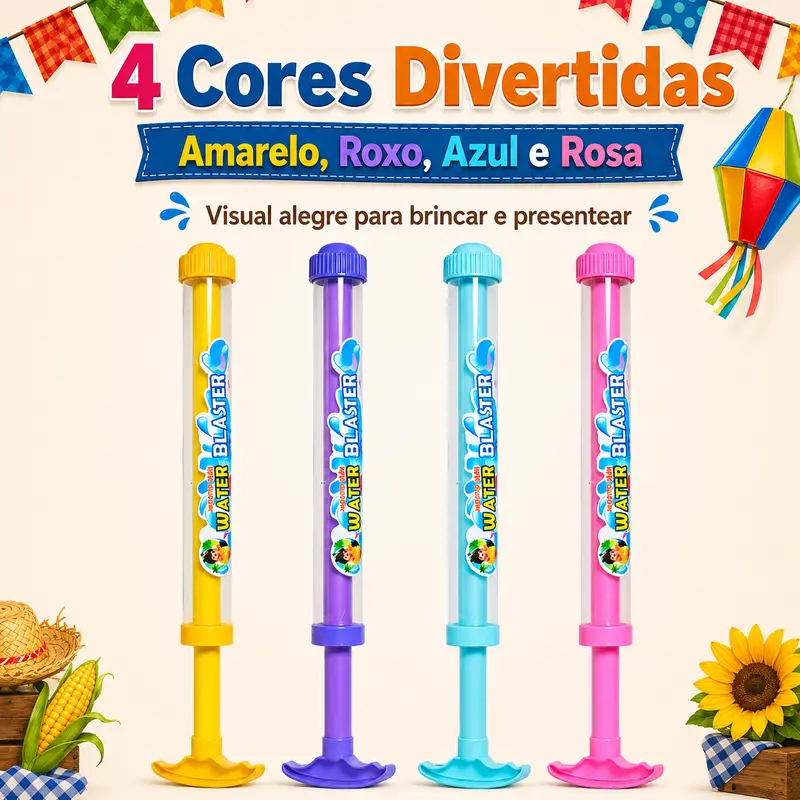 4 Cores Divertidas
Amarelo, Roxo, Azul e Rosa
Visual alegre para brincar e presentear
WATER BLASTER
WATER BLASTER
WATER BLASTER
WATER BLASTER